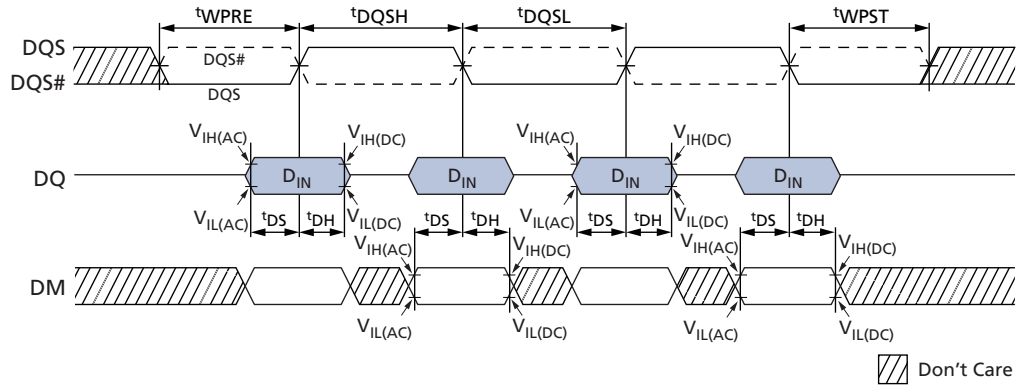 tWPRE tDQSH tDQSL tWPST
DQS
DQS#
DQS#
DQS
VIH(AC) VIH(DC) VIH(AC) VIH(DC)
DQ DIN DIN DIN DIN
VIL(AC) VIL(DC) VIL(AC) VIL(DC)
tDS tDH tDS tDH tDS tDH tDS tDH
VIH(AC) VIH(DC) VIH(AC) VIH(DC)
DM
VIL(AC) VIL(DC) VIL(AC) VIL(DC)
Don't Care